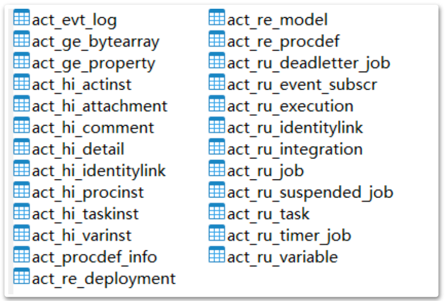 act_evt_log
act_ge_bytearray
act_ge_property
act_hi_actinst
act_hi_attachment
act_hi_comment
act_hi_detail
act_hi_identitylink
act_hi_procinst
act_hi_taskinst
act_hi_varinst
act_procdef_info
act_re_deployment
act_re_model
act_re_procdef
act_ru_deadletter_job
act_ru_event_subscr
act_ru_execution
act_ru_identitylink
act_ru_integration
act_ru_job
act_ru_suspended_job
act_ru_task
act_ru_timer_job
act_ru_variable